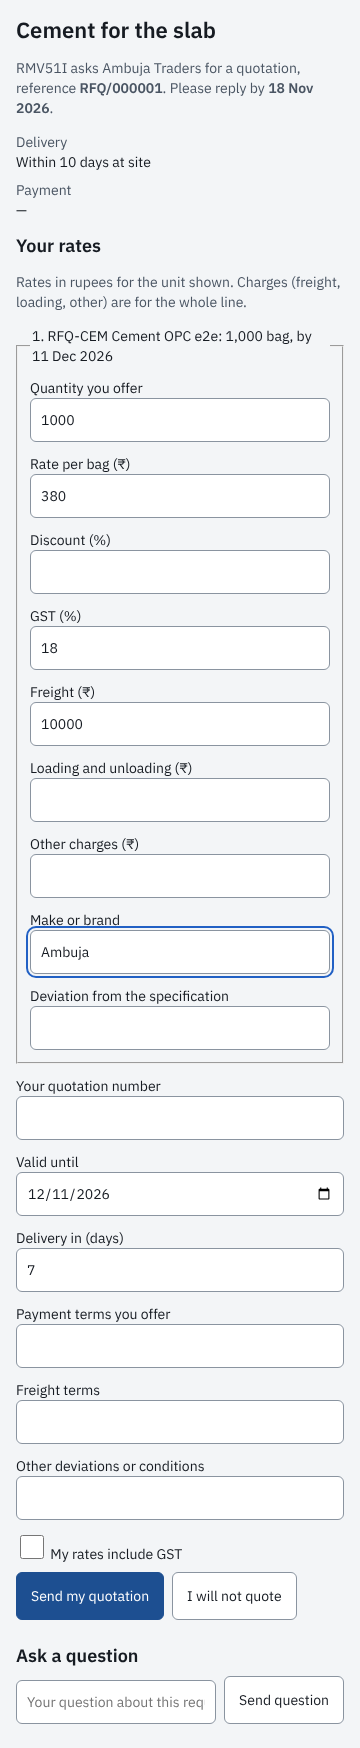 Cement for the slab
RMV51I asks Ambuja Traders for a quotation,
reference RFQ/000001. Please reply by 18 Nov
2026.
Delivery
Within 10 days at site
Payment
—
Your rates
Rates in rupees for the unit shown. Charges (freight,
loading, other) are for the whole line.
1. RFQ-CEM Cement OPC e2e: 1,000 bag, by
11 Dec 2026
Quantity you offer
1000
Rate per bag (₹)
380
Discount (%)
GST (%)
18
Freight (₹)
10000
Loading and unloading (₹)
Other charges (₹)
Make or brand
Ambuja
Deviation from the specification
Your quotation number
Valid until
12/11/2026
Delivery in (days)
7
Payment terms you offer
Freight terms
Other deviations or conditions
My rates include GST
Send my quotation I will not quote
Ask a question
Your question about this req Send question